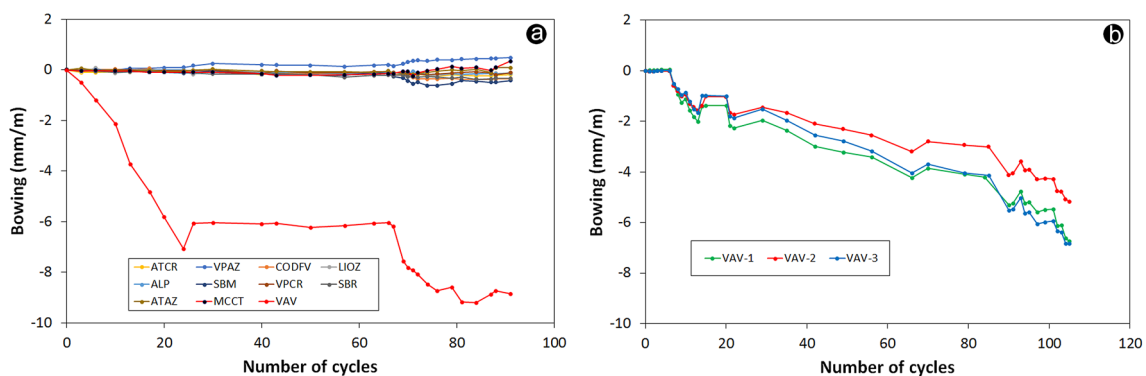 a
Bowing (mm/m)
2
0
-2
-4
-6
-8
-10
ATCR VPAZ CODFV LIOZ
ALP SBM VPCR SBR
ATAZ MCCT VAV
0 20 40 60 80 100
Number of cycles
b
Bowing (mm/m)
2
0
-2
-4
-6
-8
-10
VAV-1 VAV-2 VAV-3
0 20 40 60 80 100 120
Number of cycles